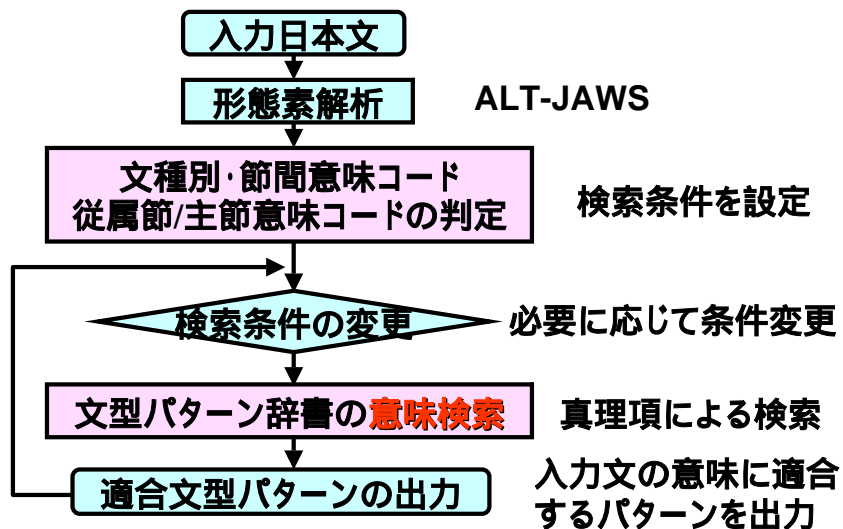 入力日本文
形態素解析
ALT-JAWS
文種別・節間意味コード
従属節/主節意味コードの判定
検索条件を設定
検索条件の変更
必要に応じて条件変更
文型パターン辞書の意味検索
真理項による検索
適合文型パターンの出力
入力文の意味に適合
するパターンを出力